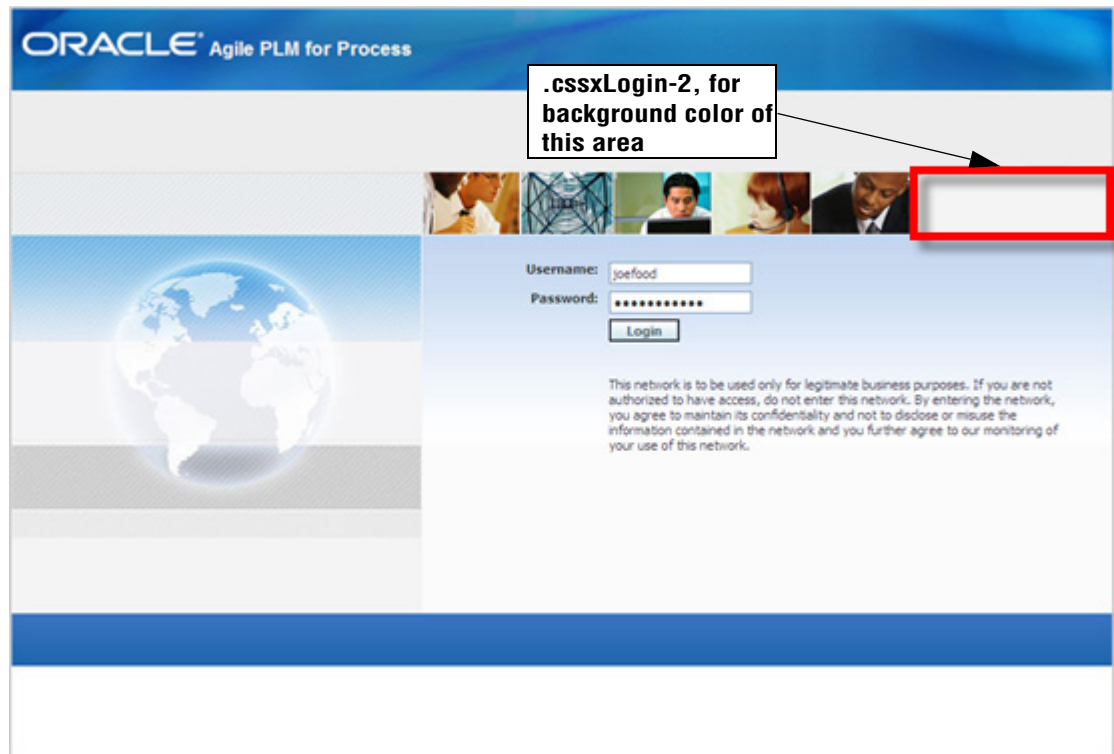 ORACLE® Agile PLM for Process
.cssxLogin-2, for
background color of
this area
Username: joefood
Password: •••••••••••
Login
This network is to be used only for legitimate business purposes. If you are not
authorized to have access, do not enter this network. By entering the network,
you agree to maintain its confidentiality and not to disclose or misuse the
information contained in the network and you further agree to our monitoring of
your use of this network.